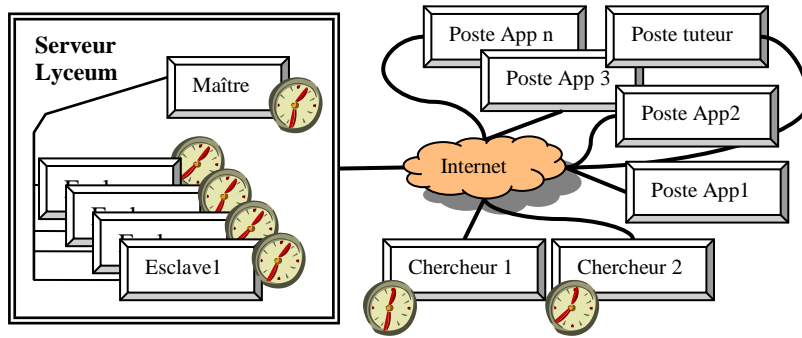 Serveur
Lyceum
Maître
Esclave1
Poste App n
Poste tuteur
Poste App 3
Poste App2
Internet
Poste App1
Chercheur 1
Chercheur 2